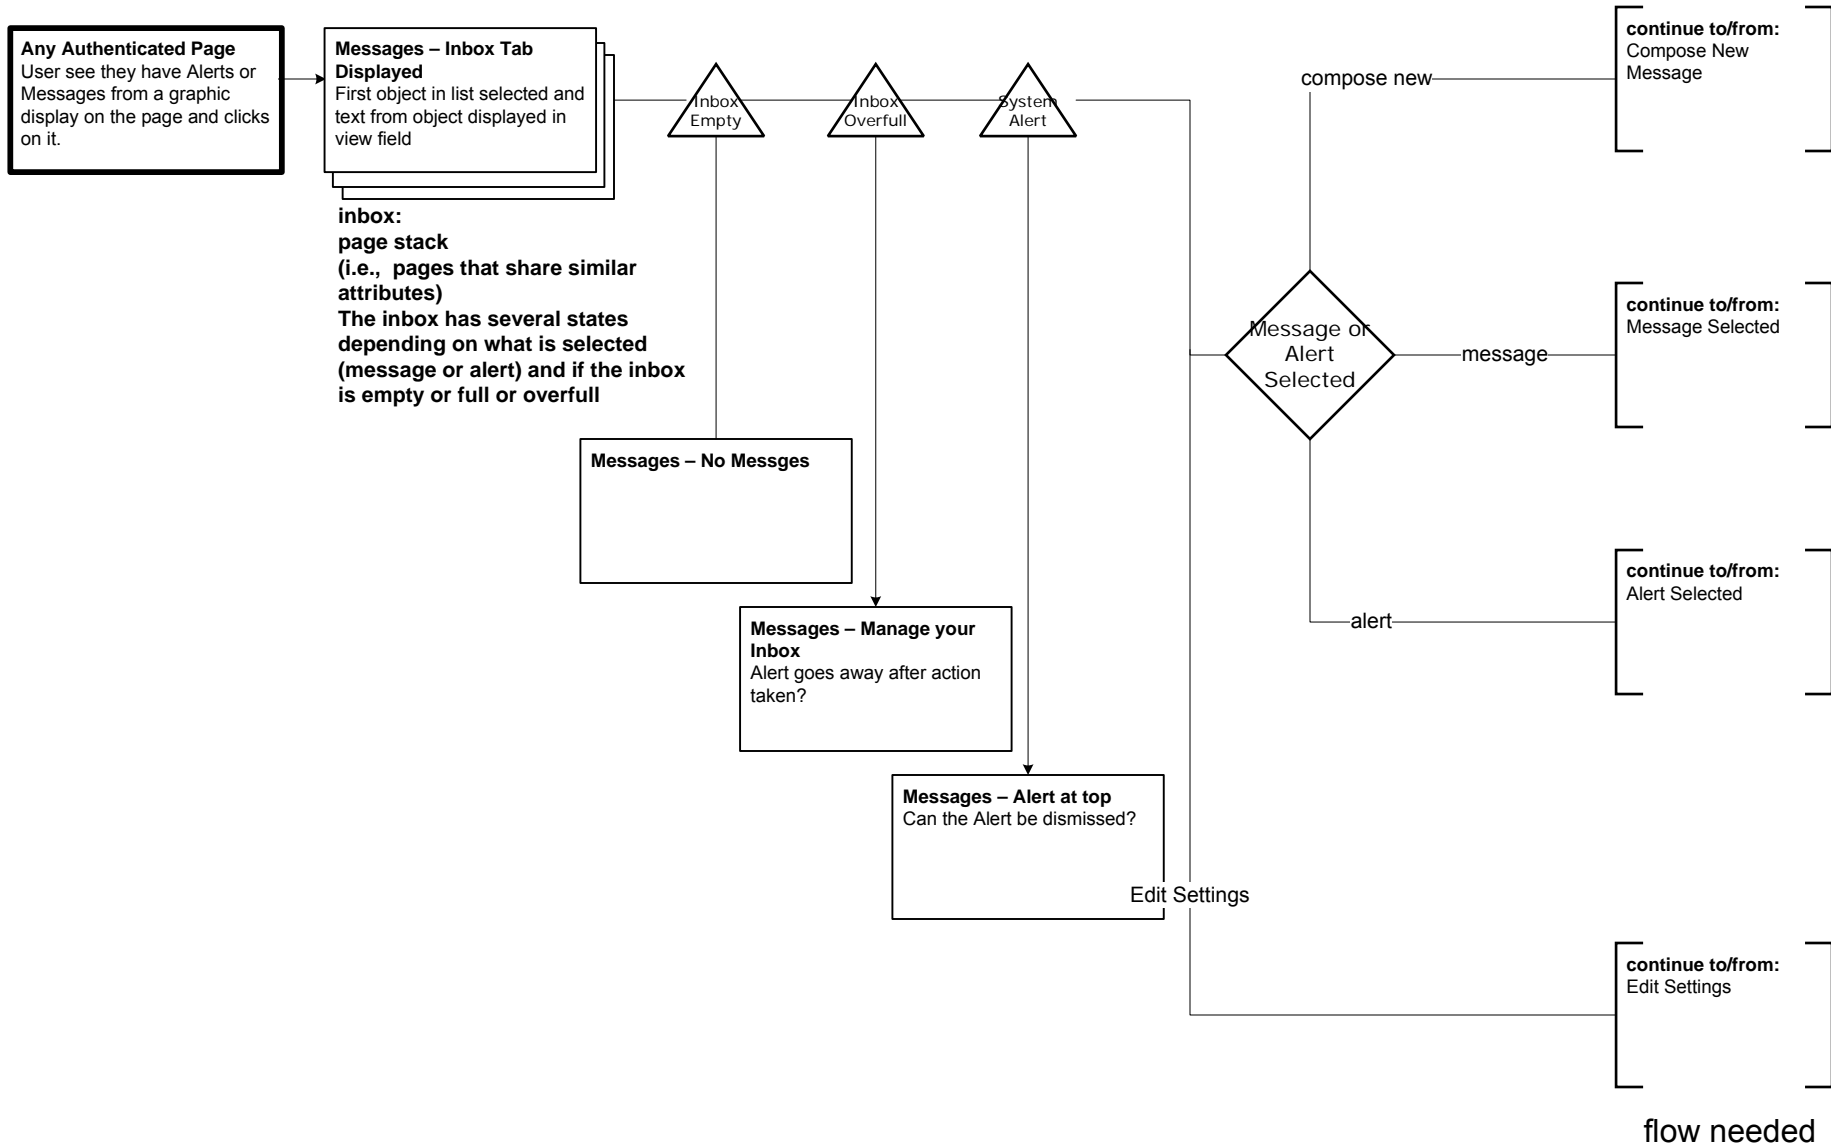 Any Authenticated Page
User see they have Alerts or
Messages from a graphic
display on the page and clicks
on it.
Messages – Inbox Tab
Displayed
First object in list selected and
text from object displayed in
view field
inbox:
page stack
(i.e.,  pages that share similar
attributes)
The inbox has several states
depending on what is selected
(message or alert) and if the inbox
is empty or full or overfull
Inbox
Empty
Inbox
Overfull
System
Alert
Messages – No Messges
Messages – Manage your
Inbox
Alert goes away after action
taken?
Messages – Alert at top
Can the Alert be dismissed?
Edit Settings
compose new
Message or
Alert
Selected
message
alert
continue to/from:
Compose New
Message
continue to/from:
Message Selected
continue to/from:
Alert Selected
continue to/from:
Edit Settings
flow needed